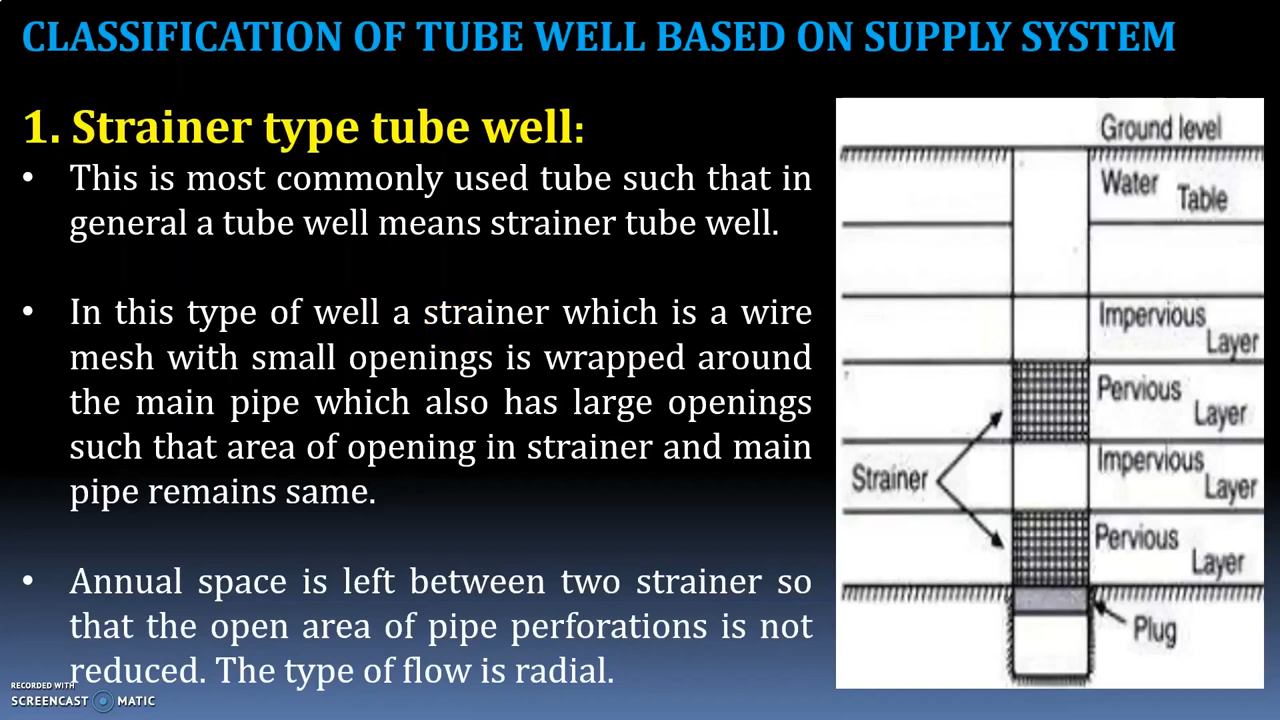 CLASSIFICATION OF TUBE WELL BASED ON SUPPLY SYSTEM
1. Strainer type tube well:
• This is most commonly used tube such that in
general a tube well means strainer tube well.
• In this type of well a strainer which is a wire
mesh with small openings is wrapped around
the main pipe which also has large openings
such that area of opening in strainer and main
pipe remains same.
• Annual space is left between two strainer so
that the open area of pipe perforations is not
reduced. The type of flow is radial.
Ground level
Water Table
Impervious
Layer
Pervious
Layer
Impervious
Layer
Strainer
Pervious
Layer
Plug
RECORDED WITH
SCREENCAST MATIC